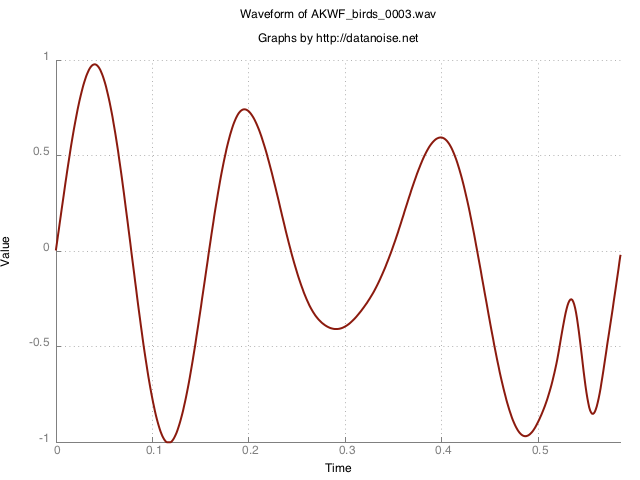 Waveform of AKWF_birds_0003.wav
Graphs by http://datanoise.net
1
0.5
0
-0.5
-1
Value
0 0.1 0.2 0.3 0.4 0.5
Time